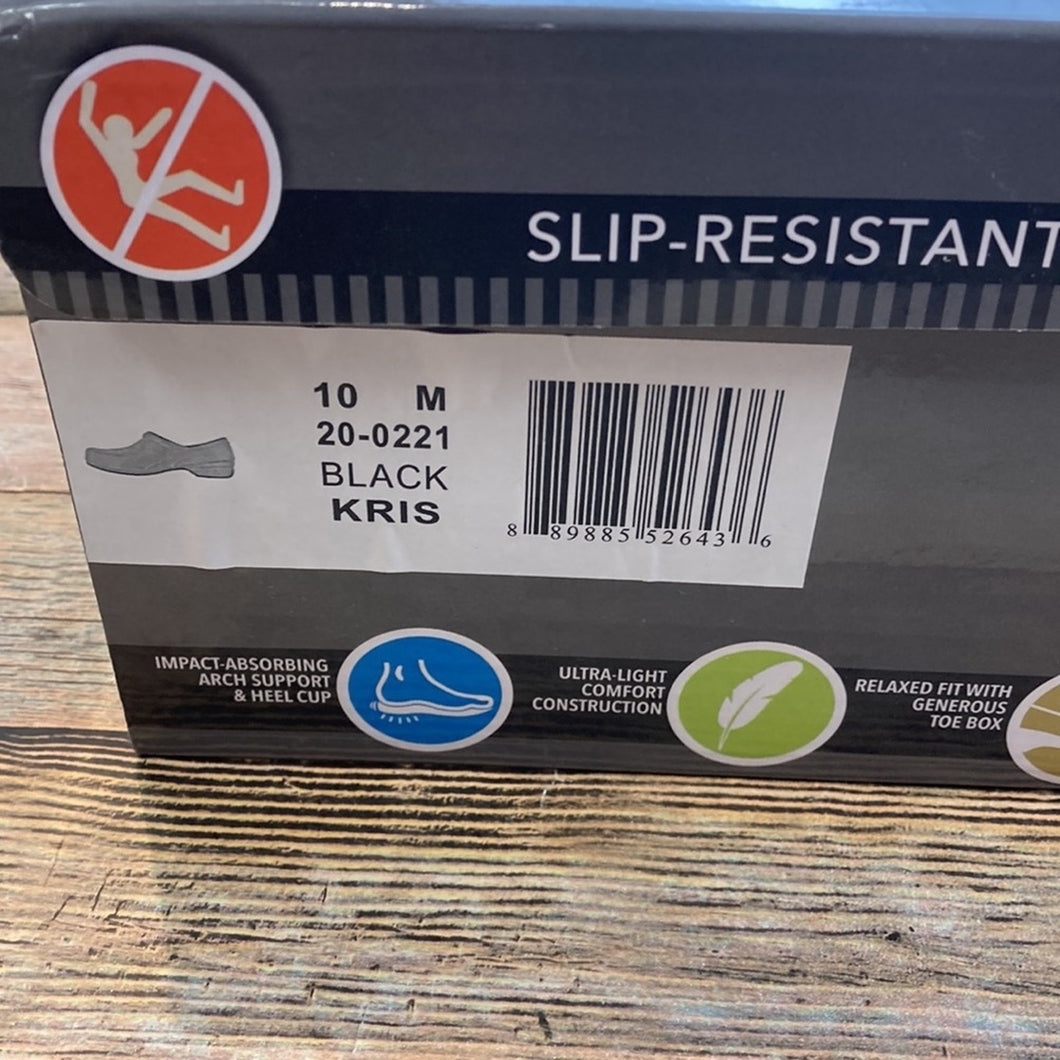 SLIP-RESISTANT
10 M
20-0221
BLACK
KRIS
8 89885 52643 6
IMPACT-ABSORBING
ARCH SUPPORT
& HEEL CUP
ULTRA-LIGHT
COMFORT
CONSTRUCTION
RELAXED FIT WITH
GENEROUS
TOE BOX